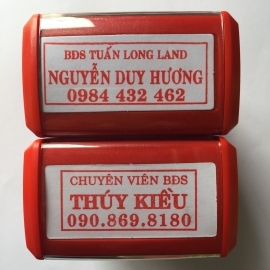 BĐS TUẤN LONG LAND
NGUYỄN DUY HƯƠNG
0984 432 462
CHUYÊN VIÊN BĐS
THÚY KIỀU
090.869.8180